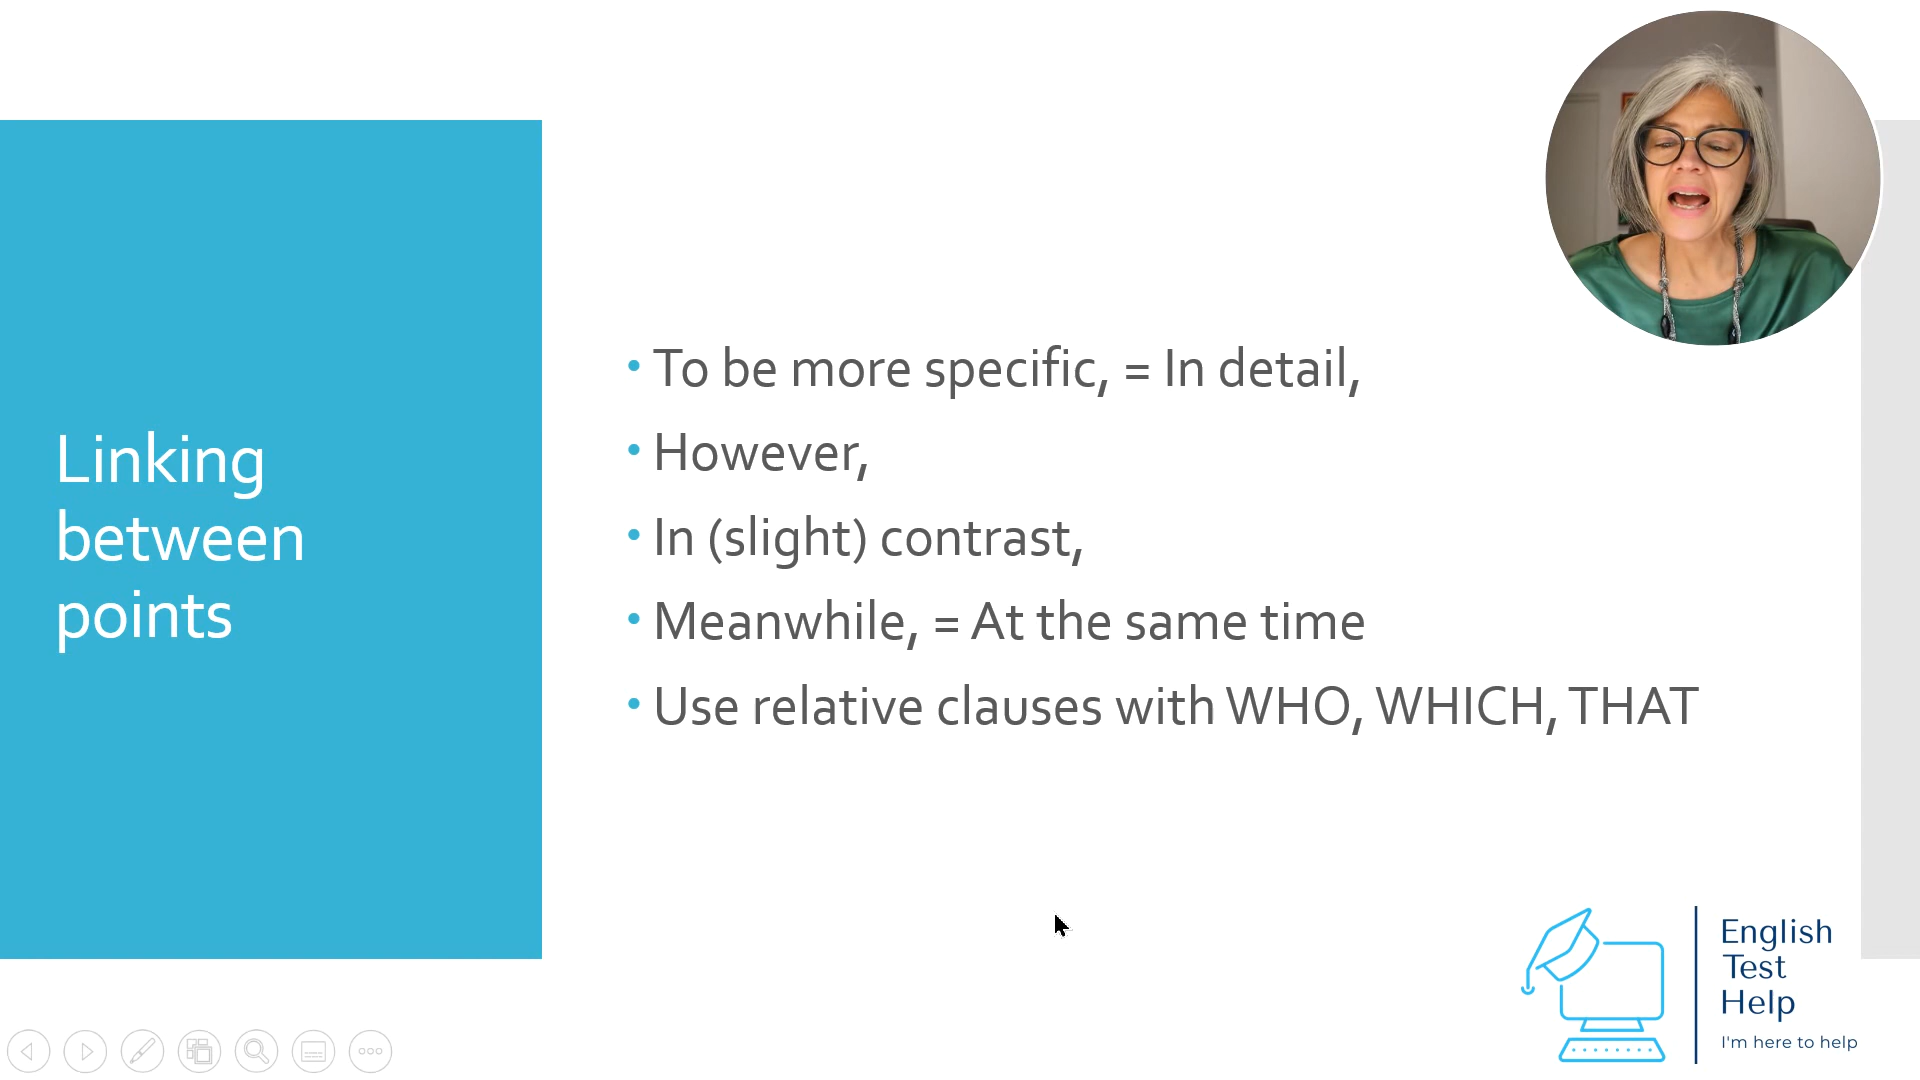 Linking
between
points
• To be more specific, = In detail,
• However,
• In (slight) contrast,
• Meanwhile, = At the same time
• Use relative clauses with WHO, WHICH, THAT
English
Test
Help
I'm here to help